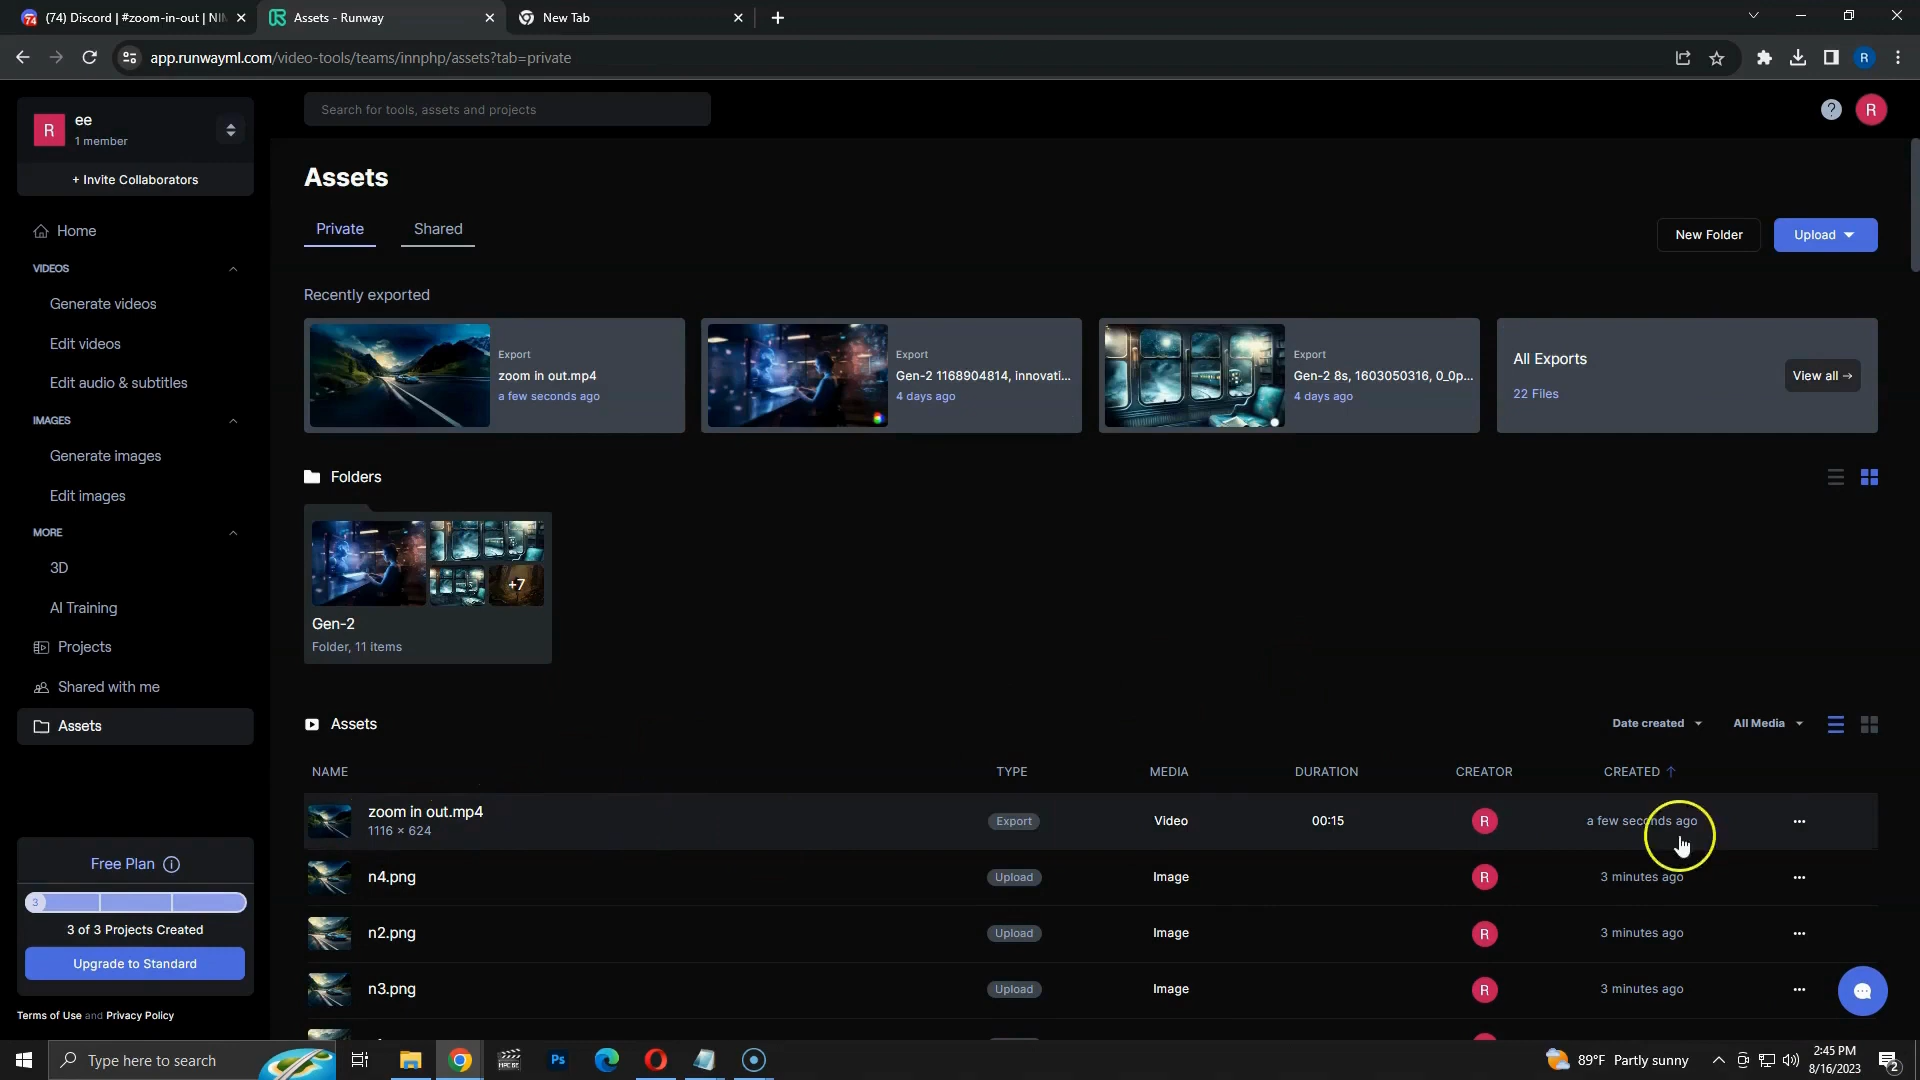 (74) Discord | #zoom-in-out | NIN
Assets - Runway
New Tab
app.runwayml.com/video-tools/teams/innphp/assets?tab=private
R
R
ee
1 member
+ Invite Collaborators
Search for tools, assets and projects
?
R
Home
VIDEOS
Generate videos
Edit videos
Edit audio & subtitles
IMAGES
Generate images
Edit images
MORE
3D
AI Training
Projects
Shared with me
Assets
Free Plan
3
3 of 3 Projects Created
Upgrade to Standard
Terms of Use and Privacy Policy
Assets
Private
Shared
New Folder
Upload
Recently exported
Export
zoom in out.mp4
a few seconds ago
Export
Gen-2 1168904814, innovati...
4 days ago
Export
Gen-2 8s, 1603050316, 0_0p...
4 days ago
All Exports
22 Files
View all →
Folders
+7
Gen-2
Folder, 11 items
Assets
Date created
All Media
NAME TYPE MEDIA DURATION CREATOR CREATED ↑
zoom in out.mp4
1116 × 624
Export Video 00:15 R a few seconds ago
n4.png Upload Image R 3 minutes ago
n2.png Upload Image R 3 minutes ago
n3.png Upload Image R 3 minutes ago
Type here to search
MPC BE
Ps
89°F Partly sunny
2:45 PM
8/16/2023
2